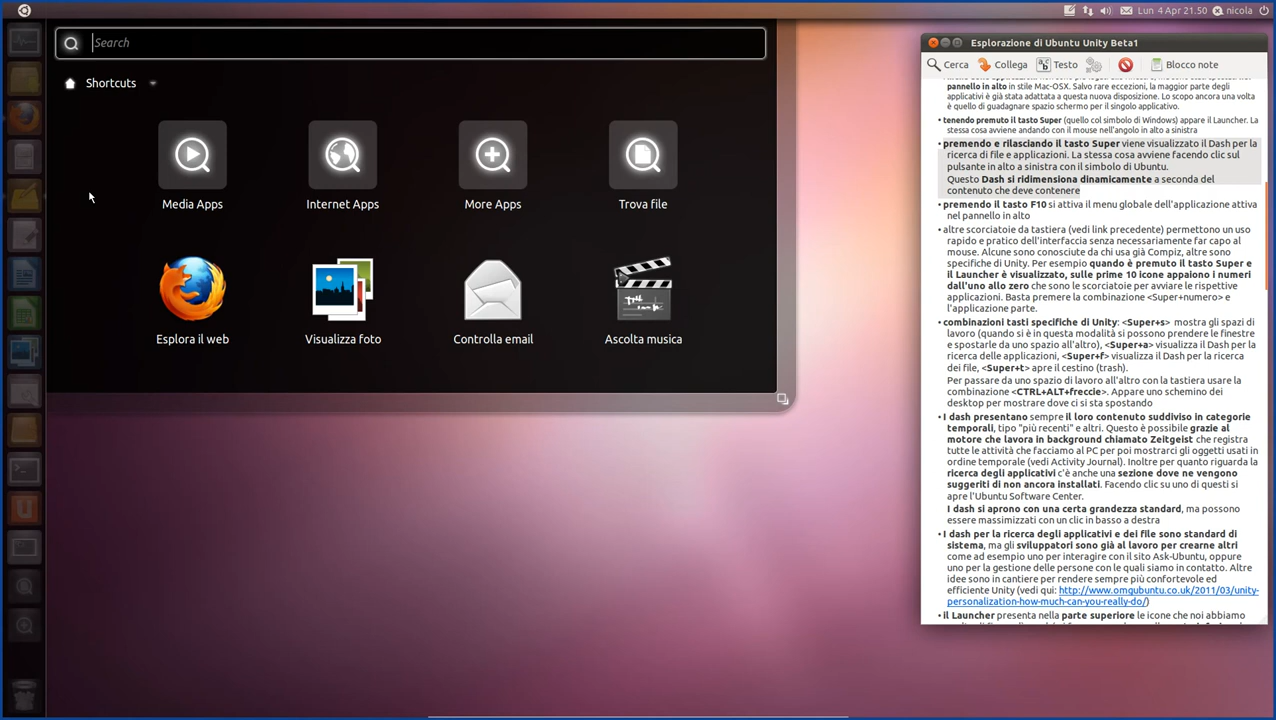 Lun 4 Apr 21.50
nicola
Search
Shortcuts
Media Apps
Internet Apps
More Apps
Trova file
Esplora il web
Visualizza foto
Controlla email
Ascolta musica
Esplorazione di Ubuntu Unity Beta1
Cerca
Collega
Testo
Blocco note
pannello in alto in stile Mac-OSX. Salvo rare eccezioni, la maggior parte degli
applicativi è già stata adattata a questa nuova disposizione. Lo scopo ancora una volta
è quello di guadagnare spazio schermo per il singolo applicativo.
• tenendo premuto il tasto Super (quello col simbolo di Windows) appare il Launcher. La
stessa cosa avviene andando con il mouse nell'angolo in alto a sinistra
• premendo e rilasciando il tasto Super viene visualizzato il Dash per la
ricerca di file e applicazioni. La stessa cosa avviene facendo clic sul
pulsante in alto a sinistra con il simbolo di Ubuntu.
Questo Dash si ridimensiona dinamicamente a seconda del
contenuto che deve contenere
• premendo il tasto F10 si attiva il menu globale dell'applicazione attiva
nel pannello in alto
• altre scorciatoie da tastiera (vedi link precedente) permettono un uso
rapido e pratico dell'interfaccia senza necessariamente far capo al
mouse. Alcune sono conosciute da chi usa già Compiz, altre sono
specifiche di Unity. Per esempio quando è premuto il tasto Super e
il Launcher è visualizzato, sulle prime 10 icone appaiono i numeri
dall'uno allo zero che sono le scorciatoie per avviare le rispettive
applicazioni. Basta premere la combinazione <Super+numero> e
l'applicazione parte.
• combinazioni tasti specifiche di Unity: <Super+s> mostra gli spazi di
lavoro (quando si è in questa modalità si possono prendere le finestre
e spostarle da uno spazio all'altro), <Super+a> visualizza il Dash per la
ricerca delle applicazioni, <Super+f> visualizza il Dash per la ricerca
dei file, <Super+t> apre il cestino (trash).
Per passare da uno spazio di lavoro all'altro con la tastiera usare la
combinazione <CTRL+ALT+freccie>. Appare uno schemino dei
desktop per mostrare dove ci si sta spostando
• I dash presentano sempre il loro contenuto suddiviso in categorie
temporali, tipo "più recenti" e altri. Questo è possibile grazie al
motore che lavora in background chiamato Zeitgeist che registra
tutte le attività che facciamo al PC per poi mostrarci gli oggetti usati in
ordine temporale (vedi Activity Journal). Inoltre per quanto riguarda la
ricerca degli applicativi c'è anche una sezione dove ne vengono
suggeriti di non ancora installati. Facendo clic su uno di questi si
apre l'Ubuntu Software Center.
I dash si aprono con una certa grandezza standard, ma possono
essere massimizzati con un clic in basso a destra
• I dash per la ricerca degli applicativi e dei file sono standard di
sistema, ma gli sviluppatori sono già al lavoro per crearne altri
come ad esempio uno per interagire con il sito Ask-Ubuntu, oppure
uno per la gestione delle persone con le quali siamo in contatto. Altre
idee sono in cantiere per rendere sempre più confortevole ed
efficiente Unity (vedi qui: http://www.omgubuntu.co.uk/2011/03/unity-
personalization-how-much-can-you-really-do/)
• il Launcher presenta nella parte superiore le icone che noi abbiamo